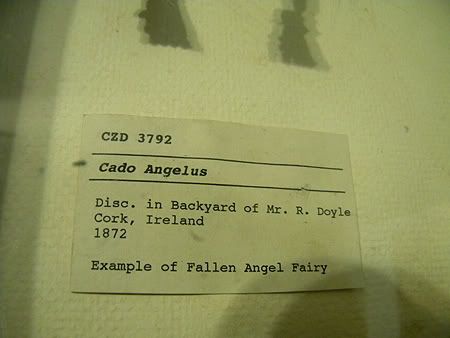 CZD 3792
Cado Angelus
Disc. in Backyard of Mr. R. Doyle
Cork, Ireland
1872
Example of Fallen Angel Fairy